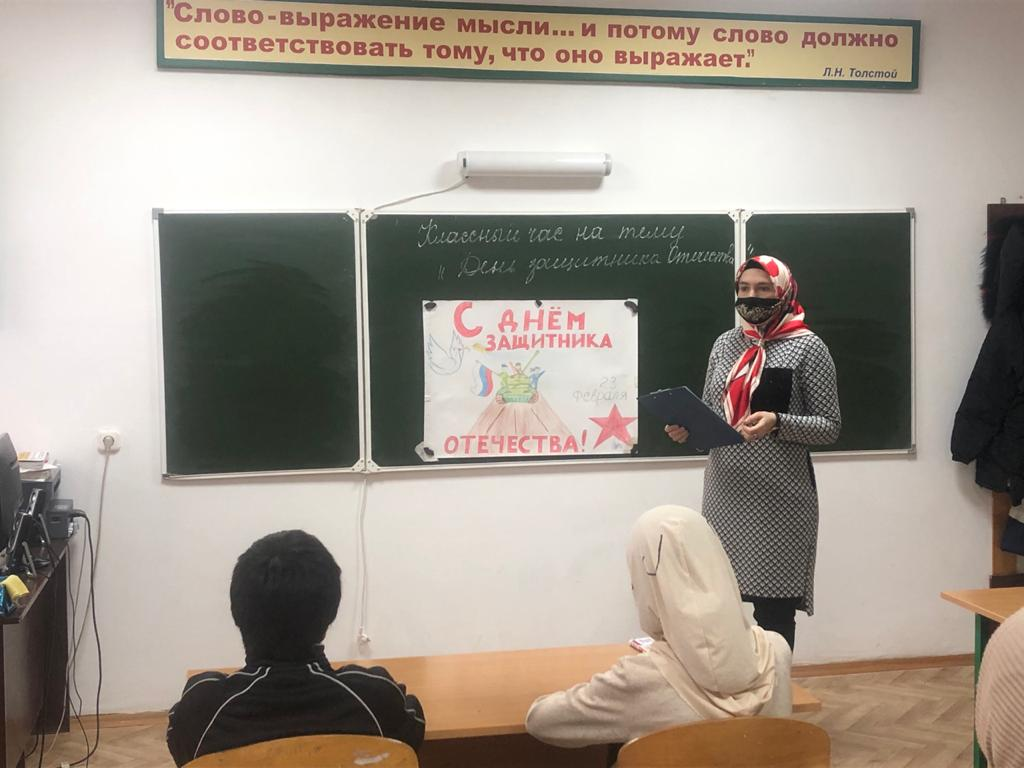 "Слово-выражение мысли... и потому слово должно
соответствовать тому, что оно выражает."
Л.Н. Толстой
Классный час на тему
"День защитника Отечества"
С ДНЁМ
ЗАЩИТНИКА
23
февраля
ОТЕЧЕСТВА!